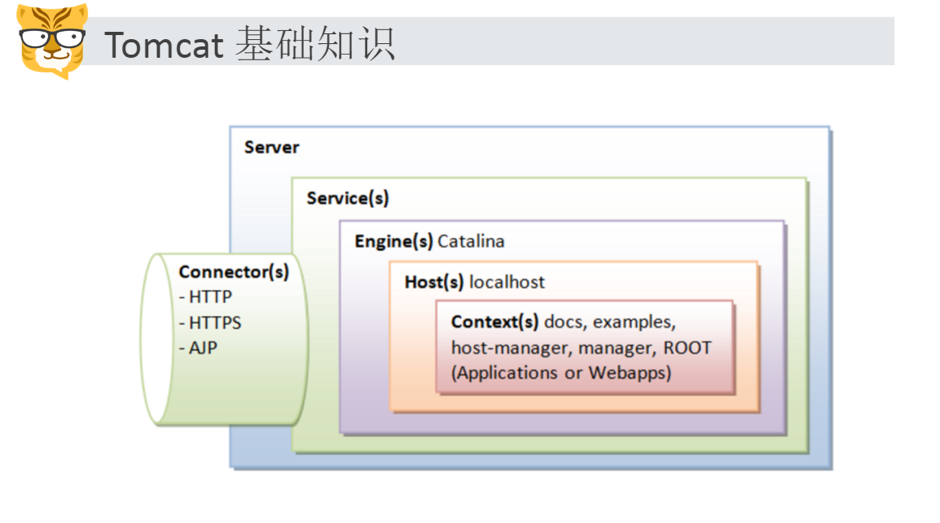 Tomcat 基础知识
Server
Service(s)
Engine(s) Catalina
Connector(s)
- HTTP
- HTTPS
- AJP
Host(s) localhost
Context(s) docs, examples,
host-manager, manager, ROOT
(Applications or Webapps)